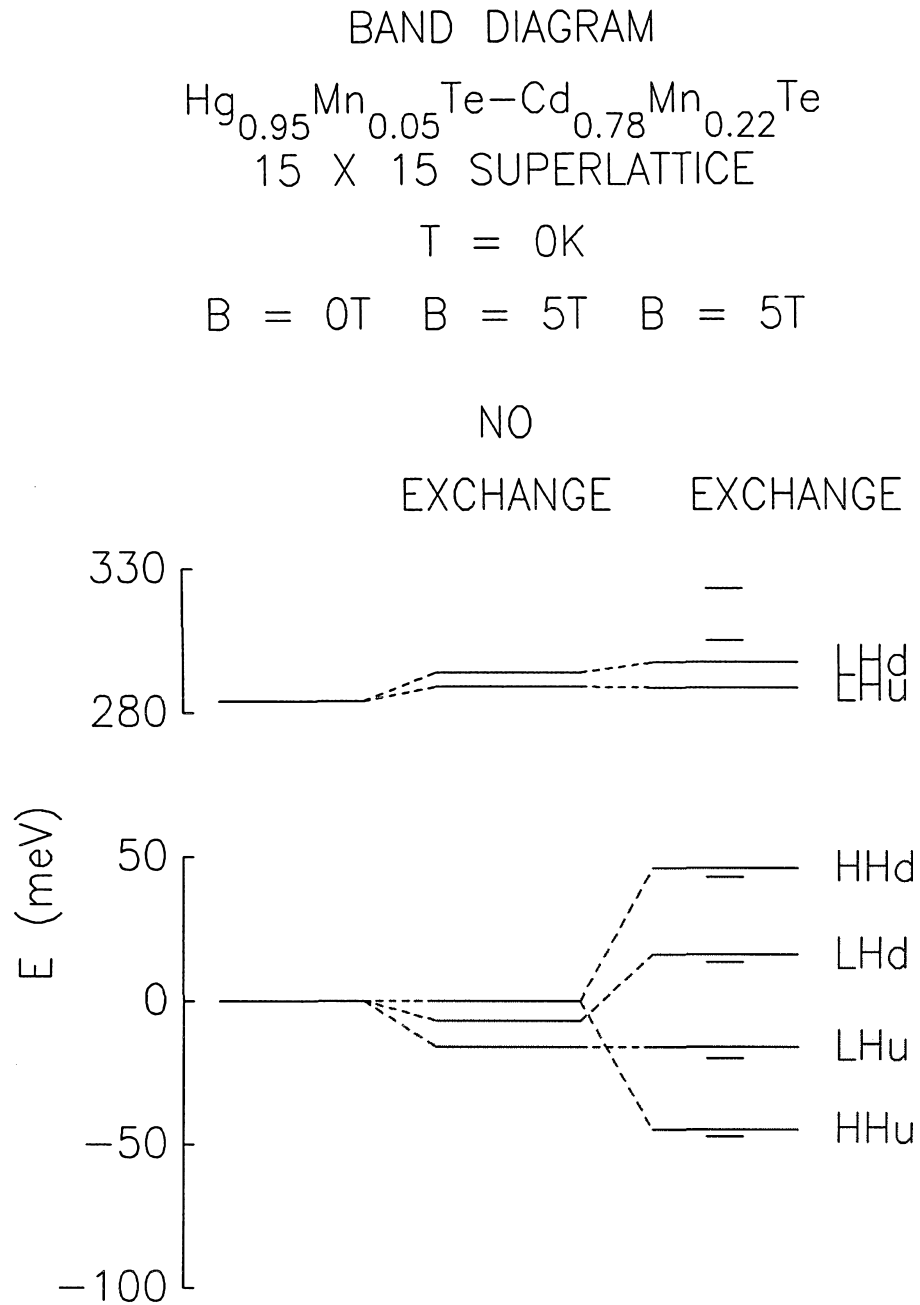 BAND DIAGRAM
Hg0.95Mn0.05Te-Cd0.78Mn0.22Te
15 X 15 SUPERLATTICE
T = 0K
B = 0T B = 5T B = 5T
NO
EXCHANGE EXCHANGE
330
LHd
LHu
280
E (meV)
50
HHd
LHd
0
LHu
-50
HHu
-100